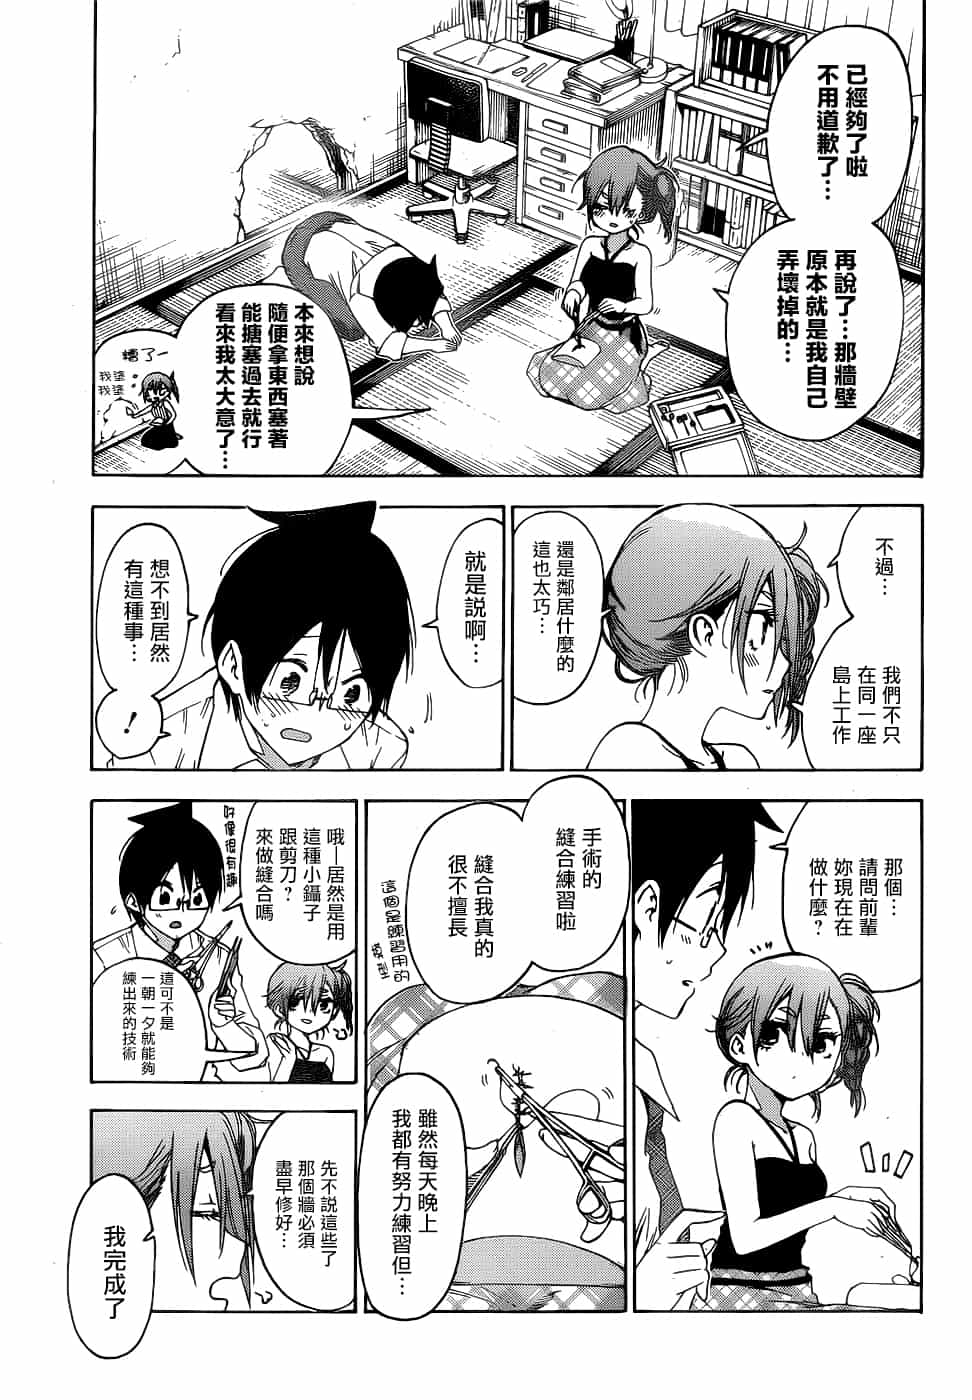 已經夠了啦
不用道歉了…
再說了…那牆壁
原本就是我自己
弄壞掉的…
本來想說
隨便拿東西塞著
能搪塞過去就行
看來我太大意了…
糟了一
我塗
我塗
不過…
我們不只
在同一座
島上工作
還是鄰居什麼的
這也太巧…
就是説啊…
想不到居然
有這種事…
！
那個…
請問前輩
妳現在在
做什麼？
手術的
縫合練習啦
縫合我真的
很不擅長
這個是練習用的
模型
雖然每天晚上
我都有努力練習但…
哦—居然是用
這種小鑷子
跟剪刀？
來做縫合嗎
好像很有趣
這可不是
一朝一夕就能夠
練出來的技術
先不說這些了
那個牆必須
盡早修好…
我完成了